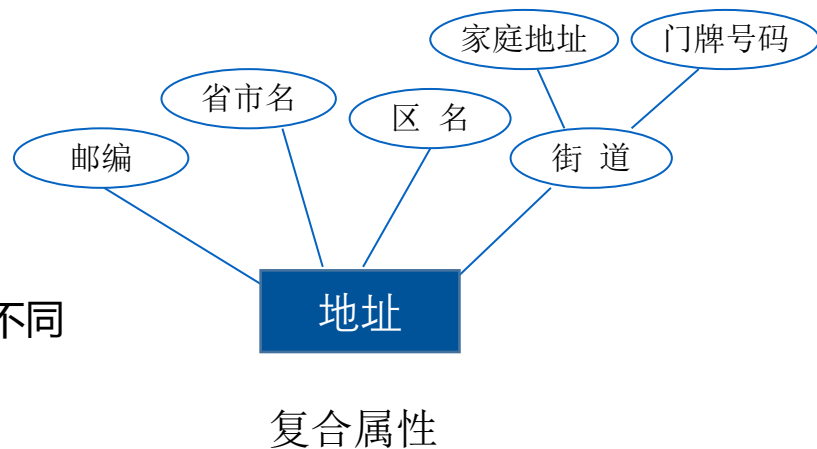 家庭地址
门牌号码
省市名
区 名
邮编
街 道
地址
不同
复合属性